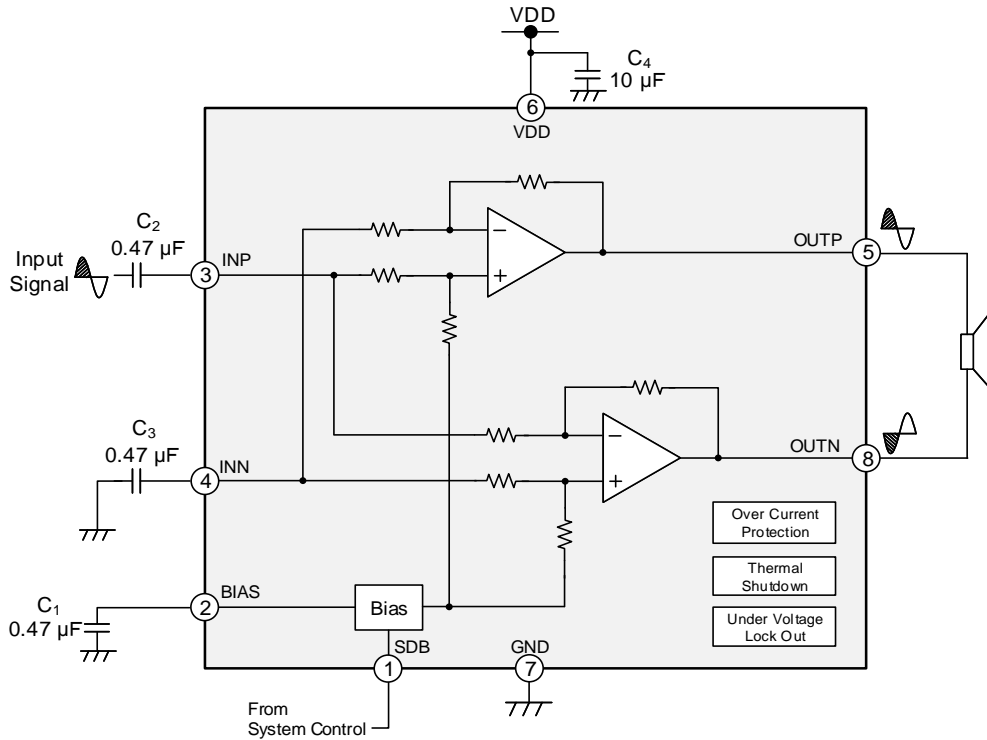 VDD
C₄
10 µF
6
VDD
C₂
0.47 µF
Input
Signal
3
INP
−
+
OUTP
5
C₃
0.47 µF
4
INN
−
+
OUTN
8
Over Current
Protection
Thermal
Shutdown
Under Voltage
Lock Out
C₁
0.47 µF
2
BIAS
Bias
SDB
1
GND
7
From
System Control